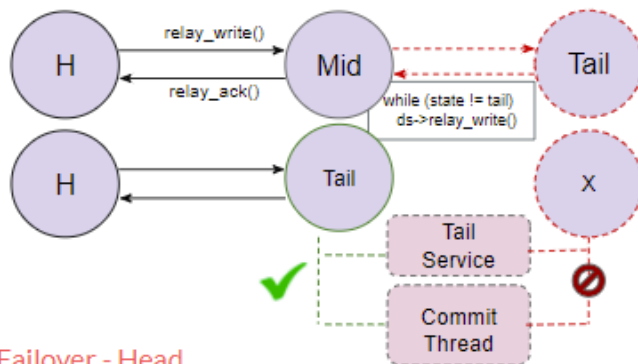 relay_write()
H
Mid
Tail
relay_ack()
while (state != tail)
ds->relay_write()
H
Tail
X
Tail
Service
Commit
Thread
Failover - Head